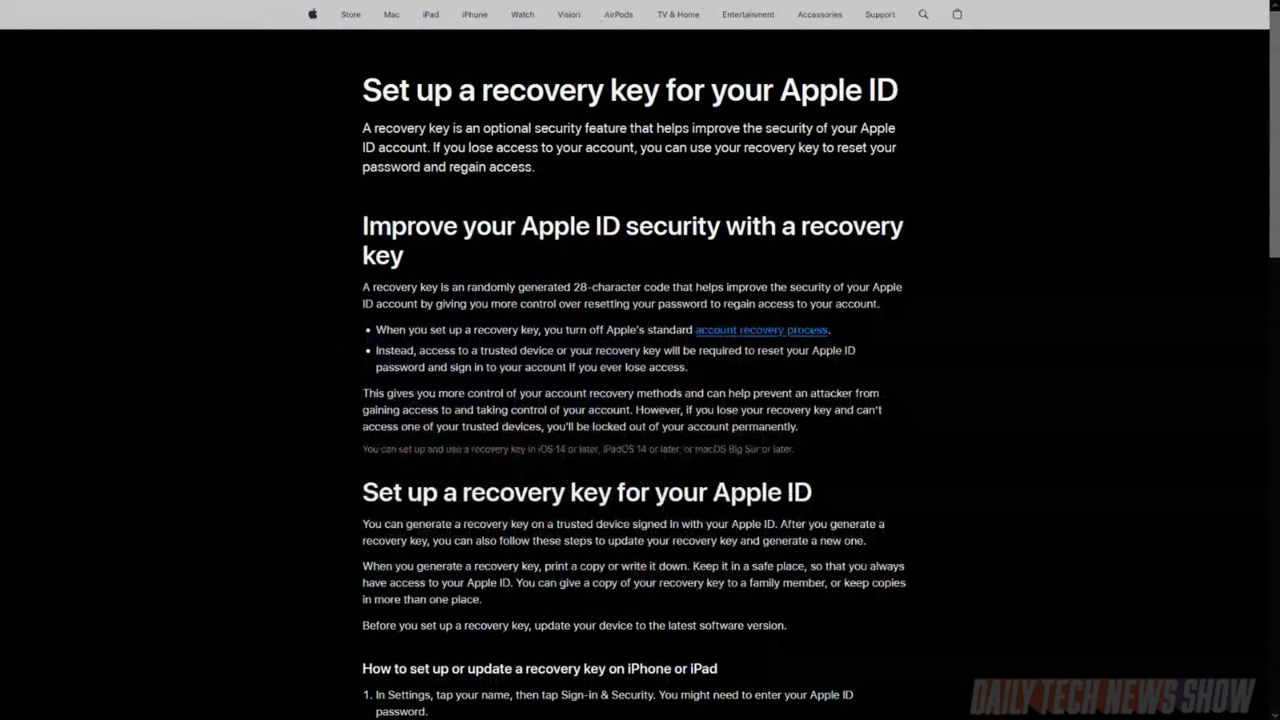 Store Mac iPad iPhone Watch Vision AirPods TV & Home Entertainment Accessories Support
Set up a recovery key for your Apple ID
A recovery key is an optional security feature that helps improve the security of your Apple
ID account. If you lose access to your account, you can use your recovery key to reset your
password and regain access.
Improve your Apple ID security with a recovery
key
A recovery key is an randomly generated 28-character code that helps improve the security of your Apple
ID account by giving you more control over resetting your password to regain access to your account.
• When you set up a recovery key, you turn off Apple's standard account recovery process.
• Instead, access to a trusted device or your recovery key will be required to reset your Apple ID
password and sign in to your account if you ever lose access.
This gives you more control of your account recovery methods and can help prevent an attacker from
gaining access to and taking control of your account. However, if you lose your recovery key and can't
access one of your trusted devices, you'll be locked out of your account permanently.
You can set up and use a recovery key in iOS 14 or later, iPadOS 14 or later, or macOS Big Sur or later.
Set up a recovery key for your Apple ID
You can generate a recovery key on a trusted device signed in with your Apple ID. After you generate a
recovery key, you can also follow these steps to update your recovery key and generate a new one.
When you generate a recovery key, print a copy or write it down. Keep it in a safe place, so that you always
have access to your Apple ID. You can give a copy of your recovery key to a family member, or keep copies
in more than one place.
Before you set up a recovery key, update your device to the latest software version.
How to set up or update a recovery key on iPhone or iPad
1. In Settings, tap your name, then tap Sign-in & Security. You might need to enter your Apple ID
password.
DAILY TECH NEWS SHOW